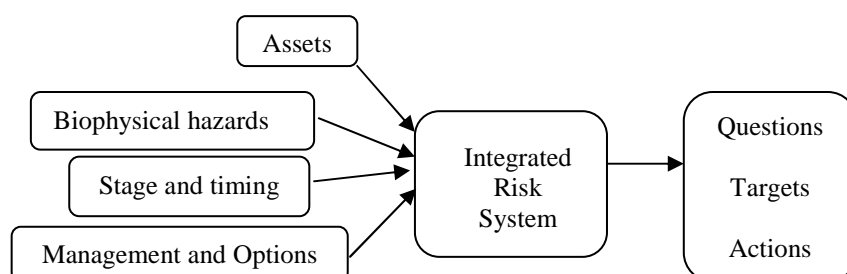 Assets
Biophysical hazards
Stage and timing
Management and Options
Integrated
Risk
System
Questions
Targets
Actions